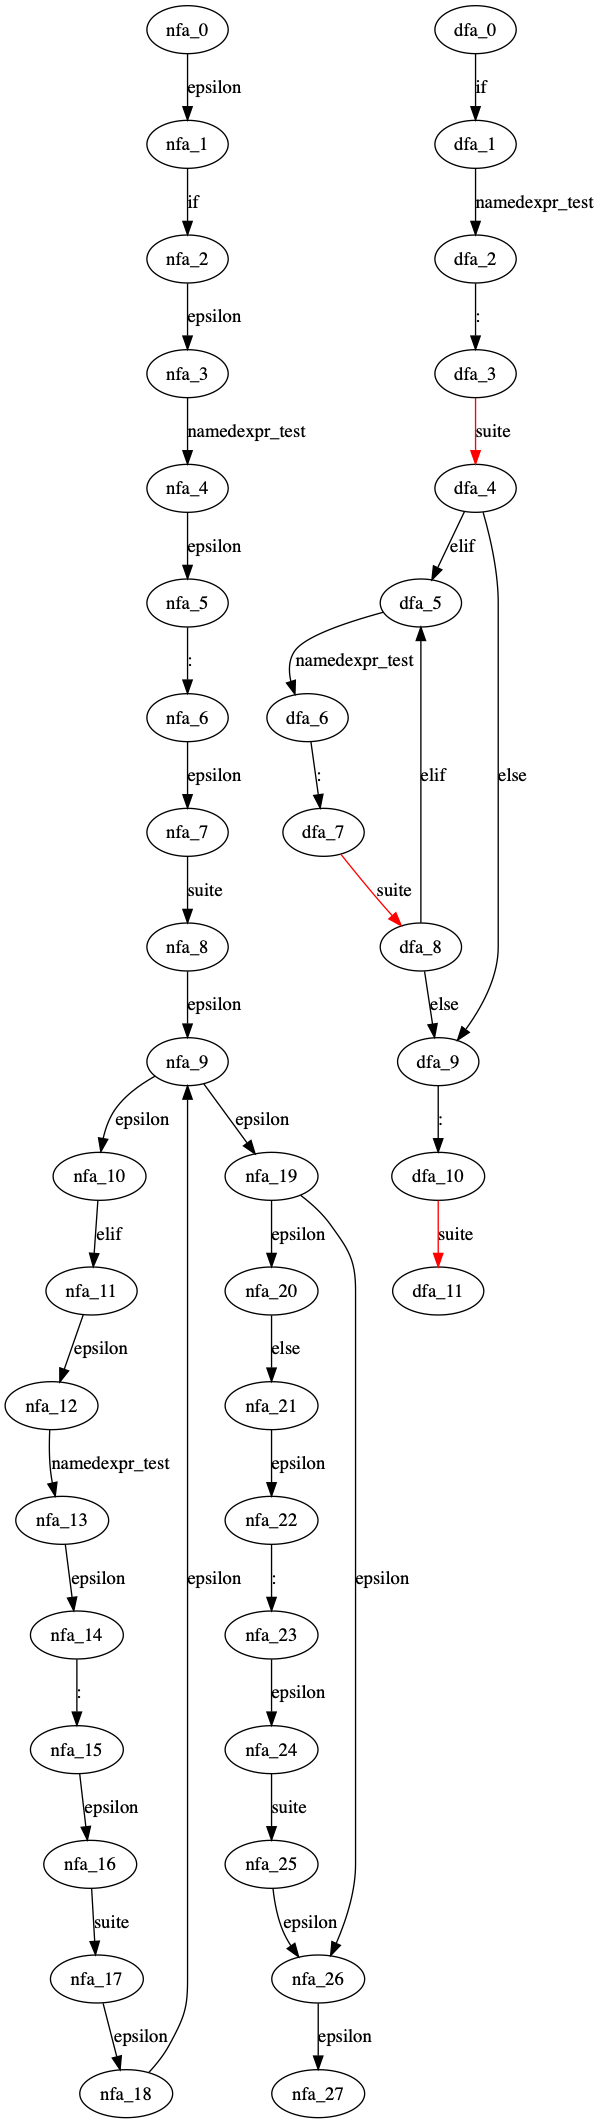 nfa_0 dfa_0
epsilon if
nfa_1 dfa_1
if namedexpr_test
nfa_2 dfa_2
epsilon :
nfa_3 dfa_3
namedexpr_test suite
nfa_4 dfa_4
epsilon elif
nfa_5 dfa_5
: namedexpr_test
nfa_6 dfa_6
epsilon : elif else
nfa_7 dfa_7
suite suite
nfa_8 dfa_8
epsilon else
nfa_9 dfa_9
epsilon epsilon :
nfa_10 nfa_19 dfa_10
elif epsilon suite
nfa_11 nfa_20 dfa_11
epsilon else
nfa_12 nfa_21
namedexpr_test epsilon
nfa_13 nfa_22
epsilon epsilon : epsilon
nfa_14 nfa_23
: epsilon
nfa_15 nfa_24
epsilon suite
nfa_16 nfa_25
suite epsilon
nfa_17 nfa_26
epsilon epsilon
nfa_18 nfa_27